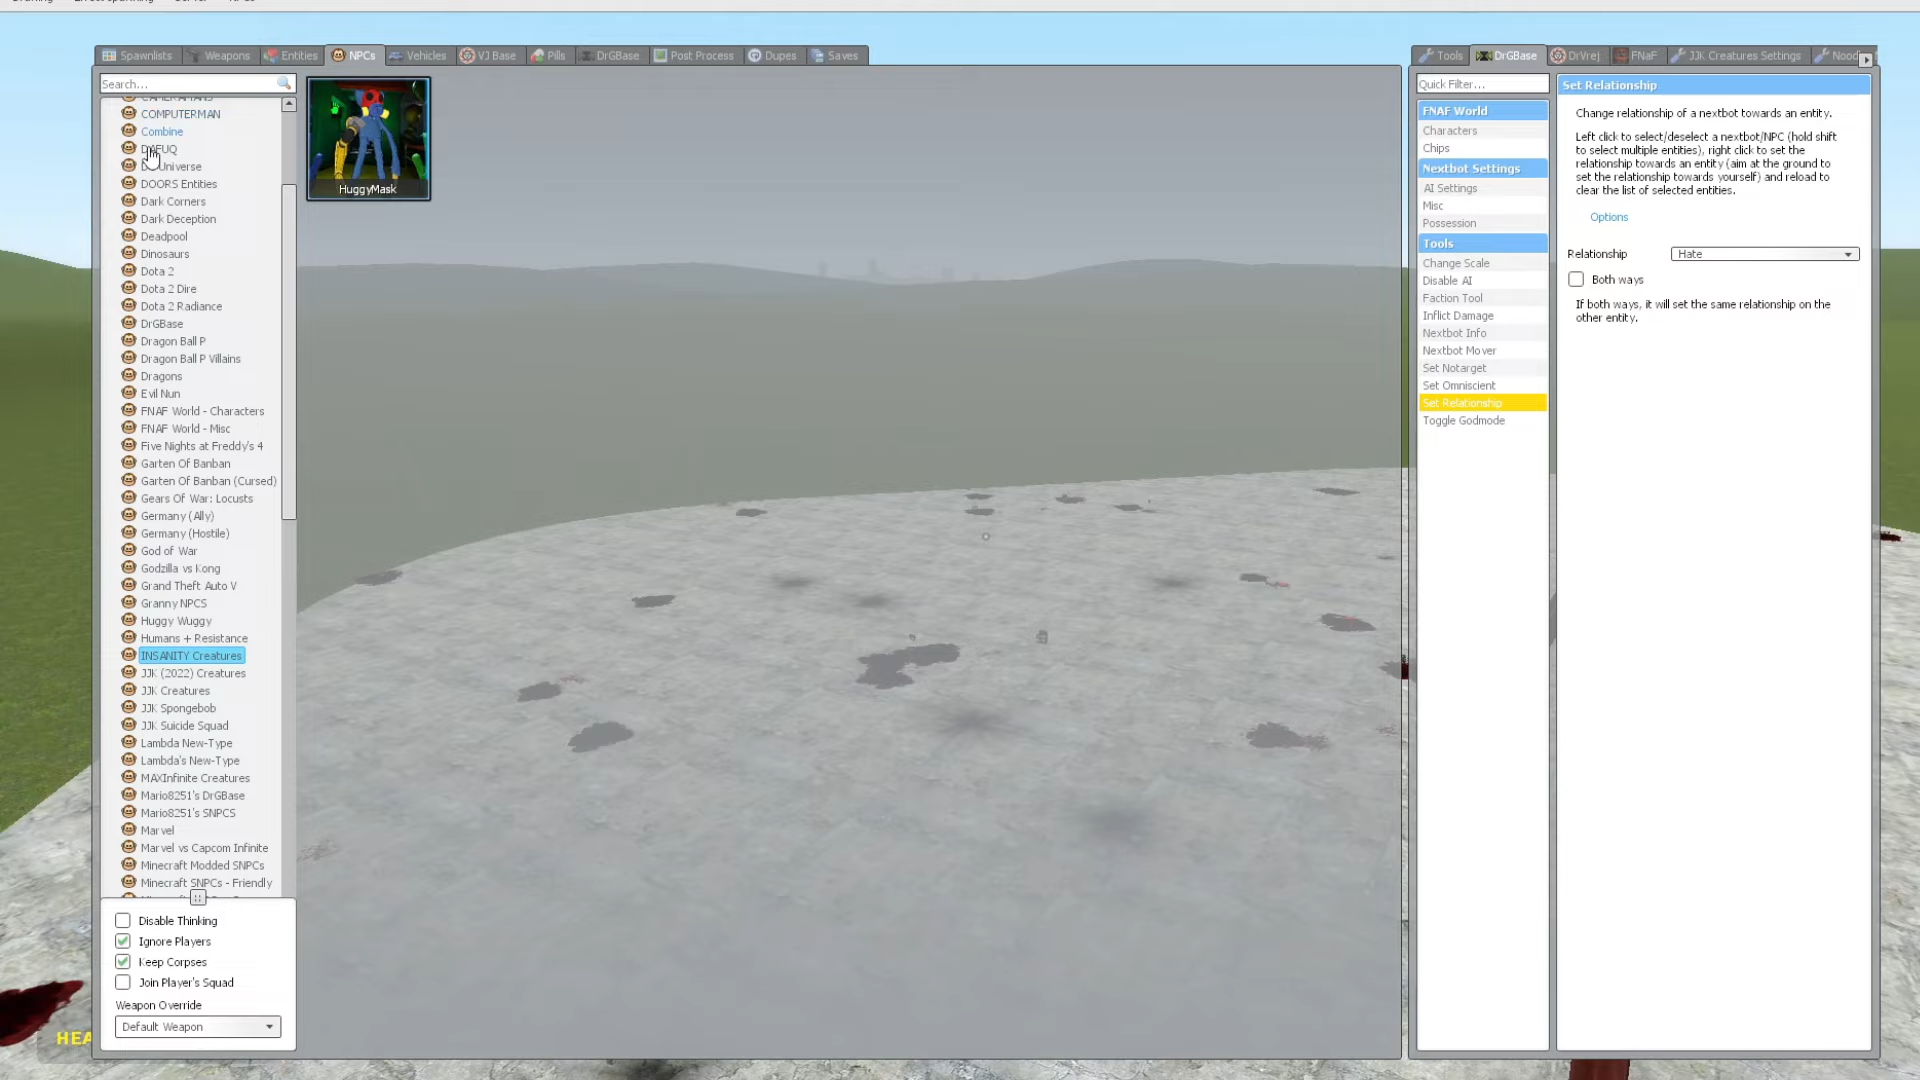 Spawnlists Weapons Entities NPCs Vehicles VJ Base Pills DrGBase Post Process Dupes Saves
Search...
COMPUTERMAN
Combine
DOORS Entities
Dark Corners
Dark Deception
Deadpool
Dinosaurs
Dota 2
Dota 2 Dire
Dota 2 Radiance
DrGBase
Dragon Ball P
Dragon Ball P Villains
Dragons
Evil Nun
FNAF World - Characters
FNAF World - Misc
Five Nights at Freddy's 4
Garten Of Banban
Garten Of Banban (Cursed)
Gears Of War: Locusts
Germany (Ally)
Germany (Hostile)
God of War
Godzilla vs Kong
Grand Theft Auto V
Granny NPCS
Huggy Wuggy
Humans + Resistance
INSANITY Creatures
JJK (2022) Creatures
JJK Creatures
JJK Spongebob
JJK Suicide Squad
Lambda New-Type
Lambda's New-Type
MAXInfinite Creatures
Mario8251's DrGBase
Mario8251's SNPCS
Marvel
Marvel vs Capcom Infinite
Minecraft Modded SNPCs
Minecraft SNPCs - Friendly
Disable Thinking
Ignore Players
Keep Corpses
Join Player's Squad
Weapon Override
Default Weapon
HuggyMask
Tools DrGBase DrVrej FNaF JJK Creatures Settings Nood
Quick Filter...
FNAF World
Characters
Chips
Nextbot Settings
AI Settings
Misc
Possession
Tools
Change Scale
Disable AI
Faction Tool
Inflict Damage
Nextbot Info
Nextbot Mover
Set Notarget
Set Omniscient
Set Relationship
Toggle Godmode
Set Relationship
Change relationship of a nextbot towards an entity.
Left click to select/deselect a nextbot/NPC (hold shift
to select multiple entities), right click to set the
relationship towards an entity (aim at the ground to
set the relationship towards yourself) and reload to
clear the list of selected entities.
Options
Relationship Hate
Both ways
If both ways, it will set the same relationship on the
other entity.
HEA